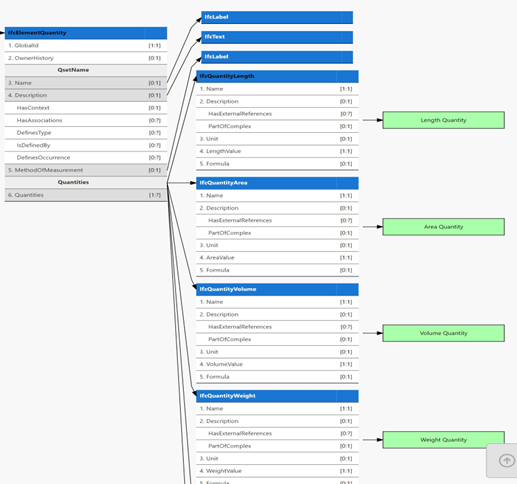 IfcLabel
IfcText
IfcLabel
IfcElementQuantity
1. GlobalId [1:1]
2. OwnerHistory [0:1]
QsetName
3. Name [0:1]
4. Description [0:1]
HasContext [0:1]
HasAssociations [0:?]
DefinesType [0:?]
IsDefinedBy [0:?]
DefinesOccurrence [0:?]
5. MethodOfMeasurement [0:1]
Quantities
6. Quantities [1:?]
IfcQuantityLength
1. Name [1:1]
2. Description [0:1]
HasExternalReferences [0:?]
PartOfComplex [0:1]
3. Unit [0:1]
4. LengthValue [1:1]
5. Formula [0:1]
Length Quantity
IfcQuantityArea
1. Name [1:1]
2. Description [0:1]
HasExternalReferences [0:?]
PartOfComplex [0:1]
3. Unit [0:1]
4. AreaValue [1:1]
5. Formula [0:1]
Area Quantity
IfcQuantityVolume
1. Name [1:1]
2. Description [0:1]
HasExternalReferences [0:?]
PartOfComplex [0:1]
3. Unit [0:1]
4. VolumeValue [1:1]
5. Formula [0:1]
Volume Quantity
IfcQuantityWeight
1. Name [1:1]
2. Description [0:1]
HasExternalReferences [0:?]
PartOfComplex [0:1]
3. Unit [0:1]
4. WeightValue [1:1]
5. Formula [0:1]
Weight Quantity